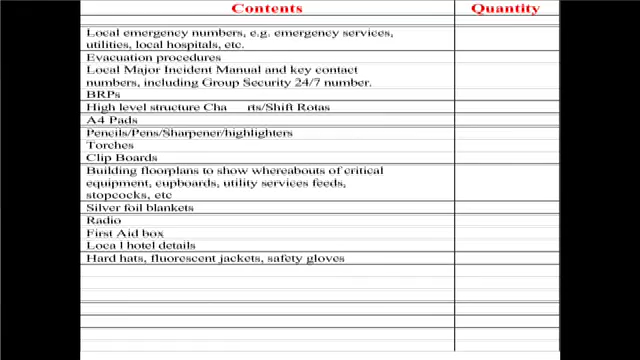 Contents Quantity
Local emergency numbers, e.g. emergency services,
utilities, local hospitals, etc.
Evacuation procedures
Local Major Incident Manual and key contact
numbers, including Group Security 24/7 number.
BRPs
High level structure Cha rts/Shift Rotas
A4 Pads
Pencils/Pens/Sharpener/highlighters
Torches
Clip Boards
Building floorplans to show whereabouts of critical
equipment, cupboards, utility services feeds,
stopcocks, etc
Silver foil blankets
Radio
First Aid box
Loca l hotel details
Hard hats, fluorescent jackets, safety gloves